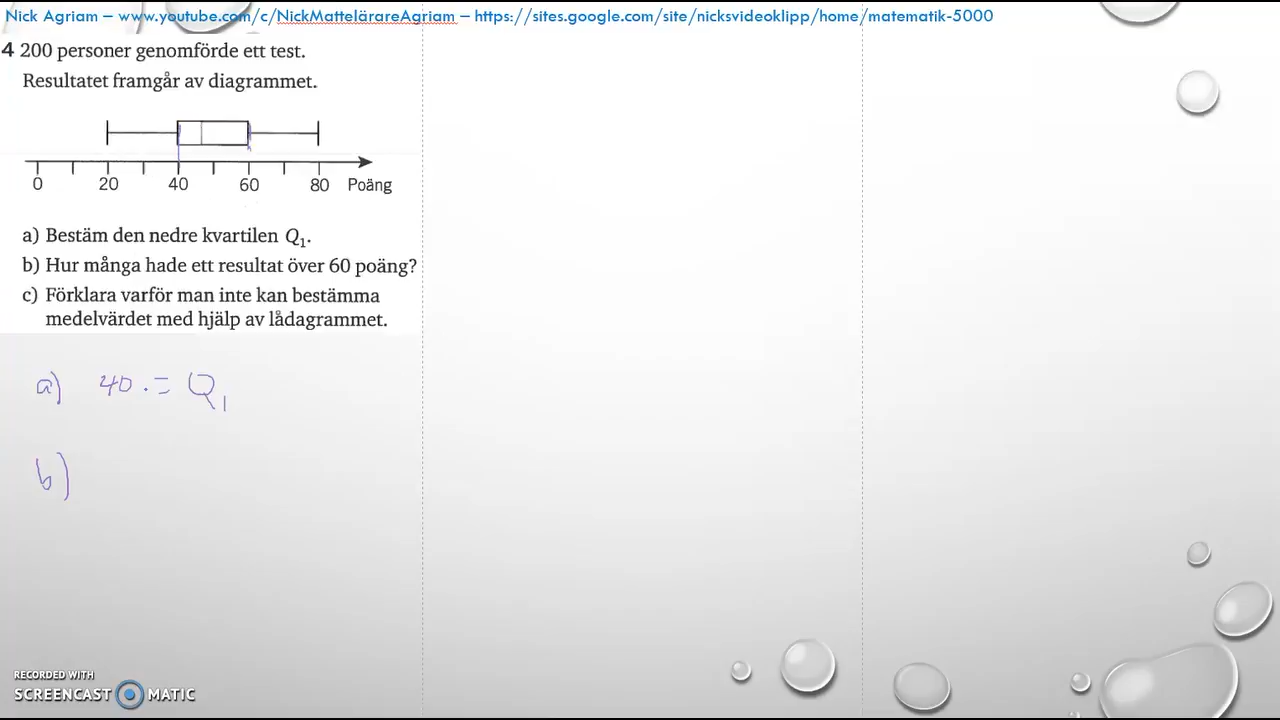 Nick Agriam – www.youtube.com/c/NickMattelärareAgriam – https://sites.google.com/site/nicksvideoklipp/home/matematik-5000
4 200 personer genomförde ett test.
Resultatet framgår av diagrammet.
0 20 40 60 80 Poäng
a) Bestäm den nedre kvartilen Q₁.
b) Hur många hade ett resultat över 60 poäng?
c) Förklara varför man inte kan bestämma
medelvärdet med hjälp av lådagrammet.
a) 40 . = Q₁
b)
RECORDED WITH
SCREENCAST MATIC